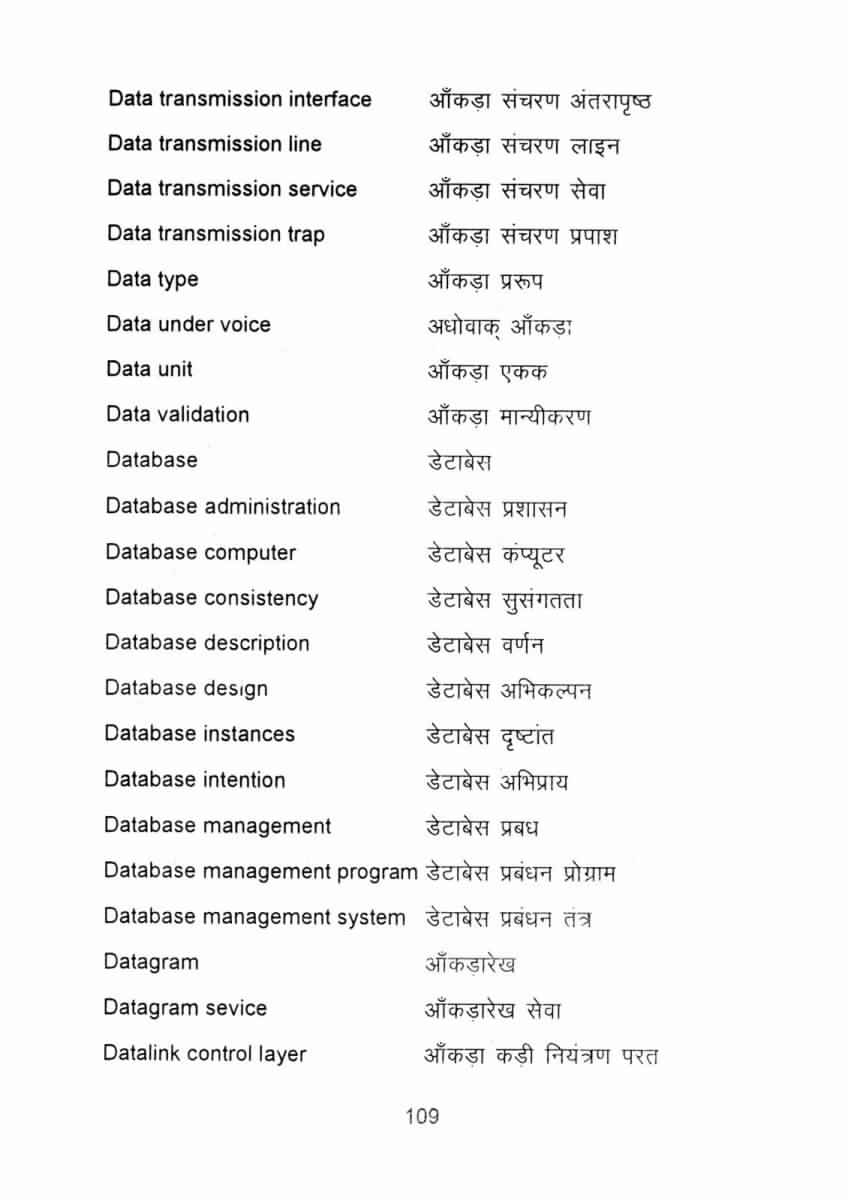 Data transmission interface आँकड़ा संचरण अंतरापृष्ठ
Data transmission line आँकड़ा संचरण लाइन
Data transmission service आँकड़ा संचरण सेवा
Data transmission trap आँकड़ा संचरण प्रपाश
Data type आँकड़ा प्ररूप
Data under voice अधोवाक् आँकड़ा
Data unit आँकड़ा एकक
Data validation आँकड़ा मान्यीकरण
Database डेटाबेस
Database administration डेटाबेस प्रशासन
Database computer डेटाबेस कंप्यूटर
Database consistency डेटाबेस सुसंगतता
Database description डेटाबेस वर्णन
Database design डेटाबेस अभिकल्पन
Database instances डेटाबेस दृष्टांत
Database intention डेटाबेस अभिप्राय
Database management डेटाबेस प्रबध
Database management program डेटाबेस प्रबंधन प्रोग्राम
Database management system डेटाबेस प्रबंधन तंत्र
Datagram आँकड़ारेख
Datagram sevice आँकड़ारेख सेवा
Datalink control layer आँकड़ा कड़ी नियंत्रण परत
109